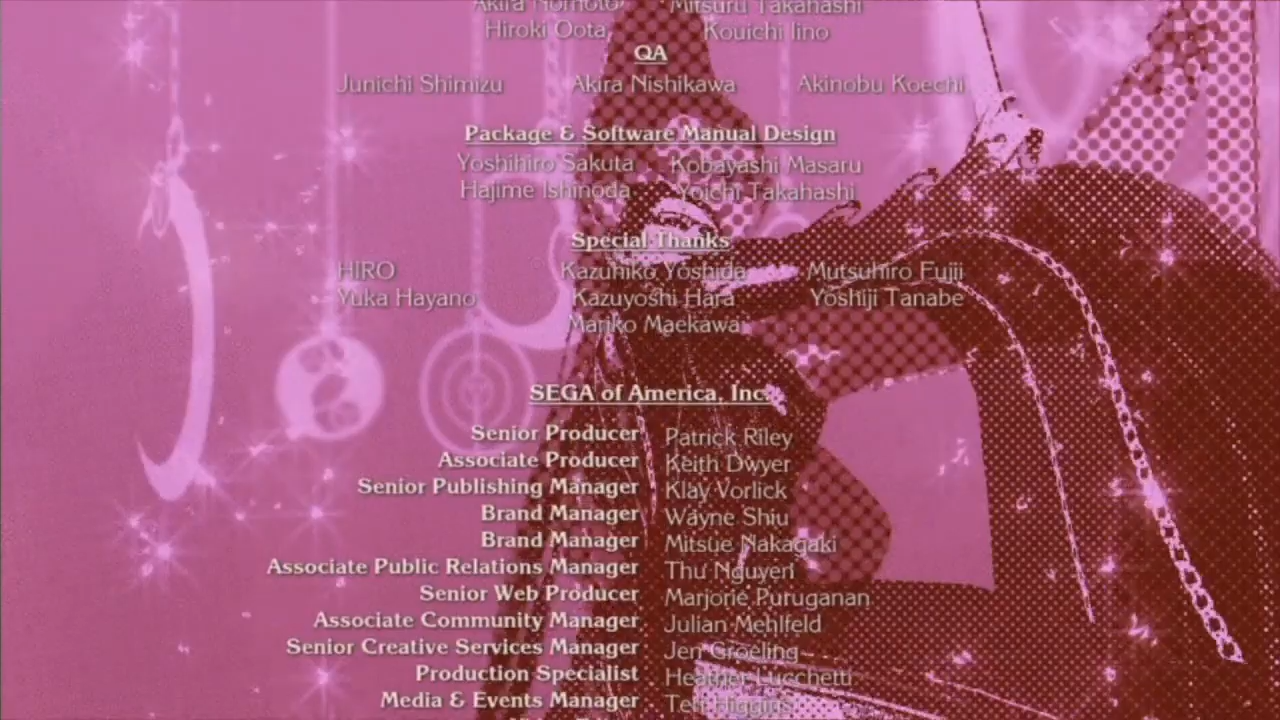 Akira Nomoto Mitsuru Takahashi
Hiroki Oota Kouichi Iino
QA
Junichi Shimizu Akira Nishikawa Akinobu Koechi
Package & Software Manual Design
Yoshihiro Sakuta Kobayashi Masaru
Hajime Ishinoda Yoichi Takahashi
Special Thanks
HIRO Kazuhiko Yoshida Mutsuhiro Fujii
Yuka Hayano Kazuyoshi Hara Yoshiji Tanabe
Mariko Maekawa
SEGA of America, Inc.
Senior Producer Patrick Riley
Associate Producer Keith Dwyer
Senior Publishing Manager Klay Vorlick
Brand Manager Wayne Shiu
Brand Manager Mitsue Nakagaki
Associate Public Relations Manager Thu Nguyen
Senior Web Producer Marjorie Puruganan
Associate Community Manager Julian Mehlfeld
Senior Creative Services Manager Jen Groeling
Production Specialist Heather Lucchetti
Media & Events Manager Teri Higgins